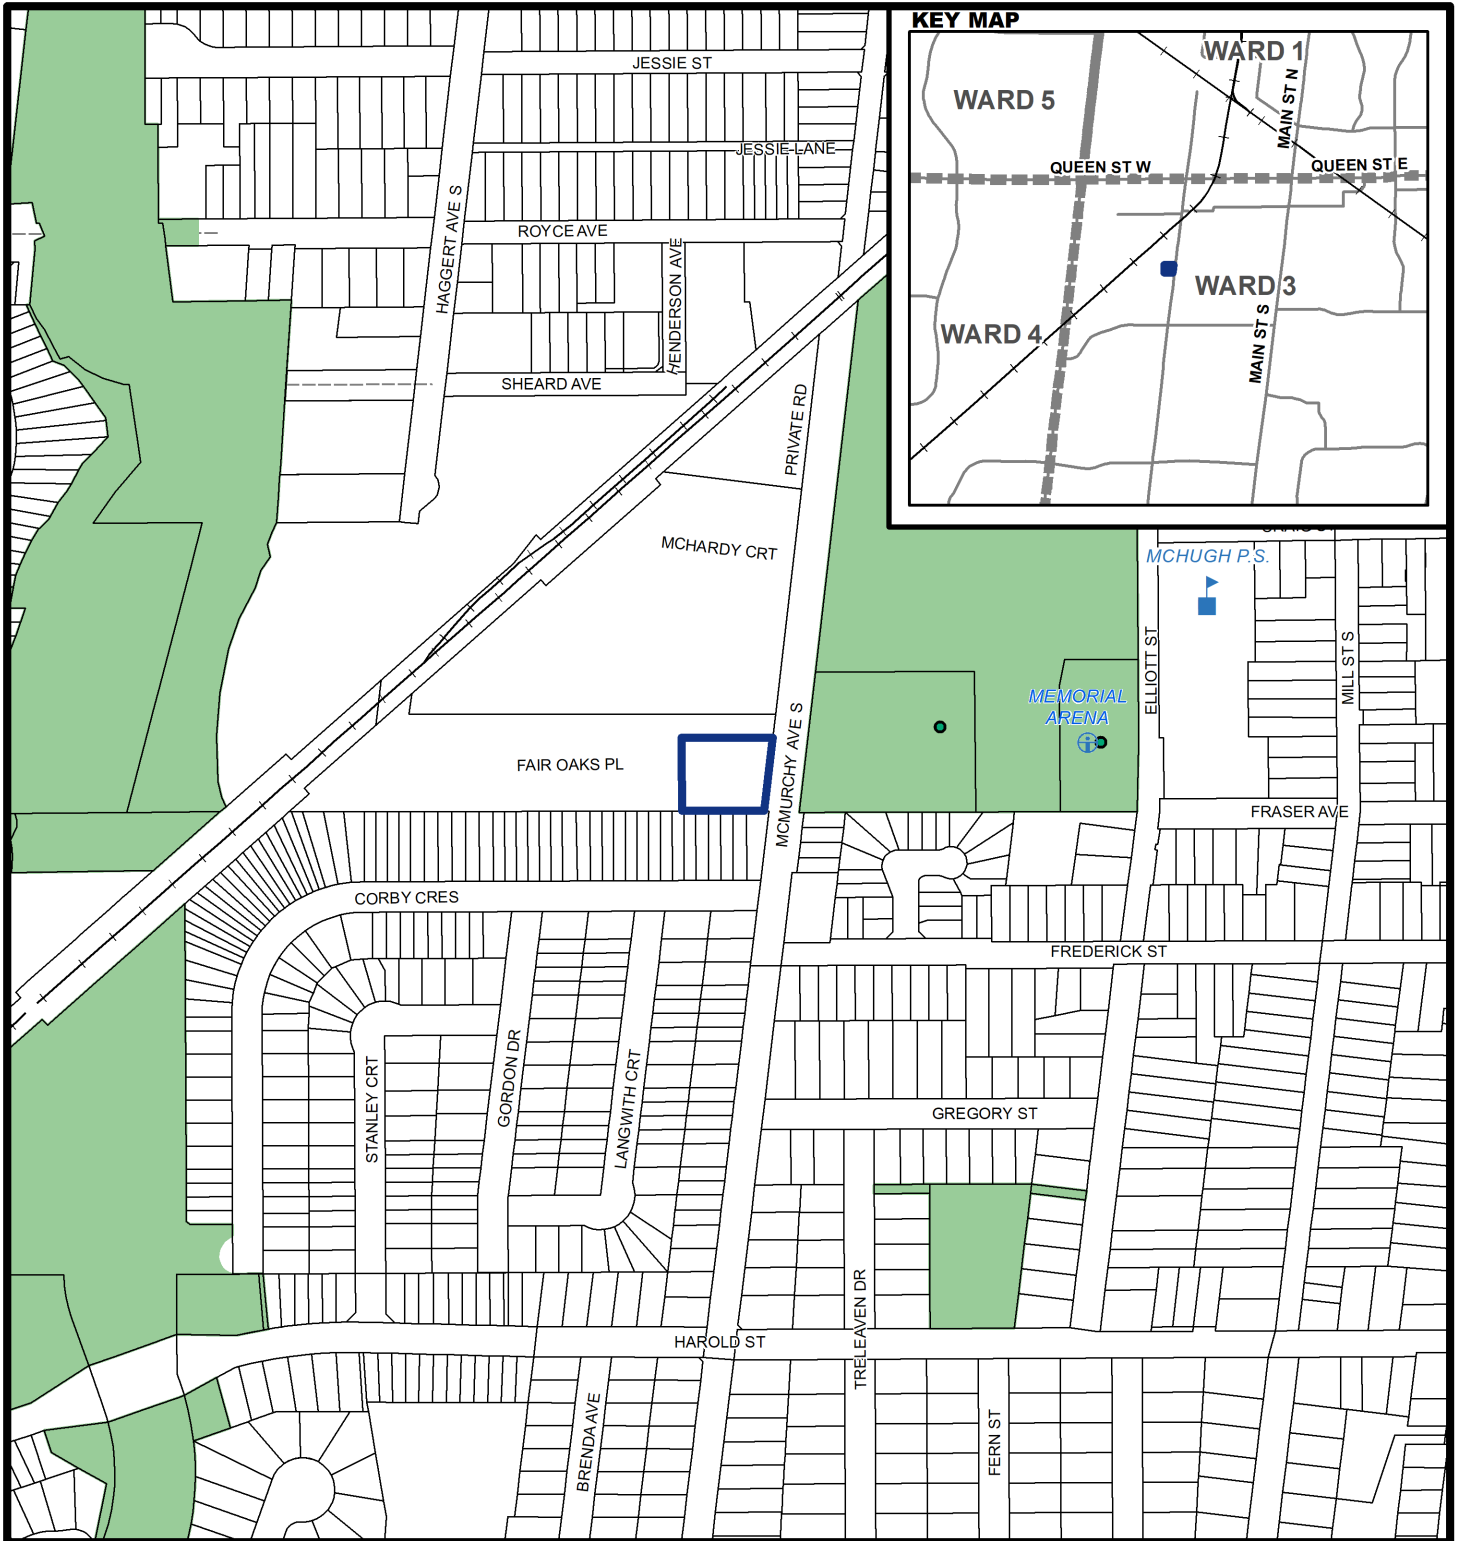 KEY MAP
WARD 1
WARD 5
MAIN ST N
QUEEN ST W
QUEEN ST E
WARD 3
WARD 4
MAIN ST S
JESSIE ST
JESSIE LANE
HAGGERT AVE S
ROYCE AVE
HENDERSON AVE
SHEARD AVE
PRIVATE RD
MCHARDY CRT
MCHUGH P.S.
ELLIOTT ST
MILL ST S
MEMORIAL
ARENA
MCMURCHY AVE S
FAIR OAKS PL
FRASER AVE
CORBY CRES
FREDERICK ST
STANLEY CRT
GORDON DR
LANGWITH CRT
GREGORY ST
TRELEAVEN DR
HAROLD ST
BRENDA AVE
FERN ST